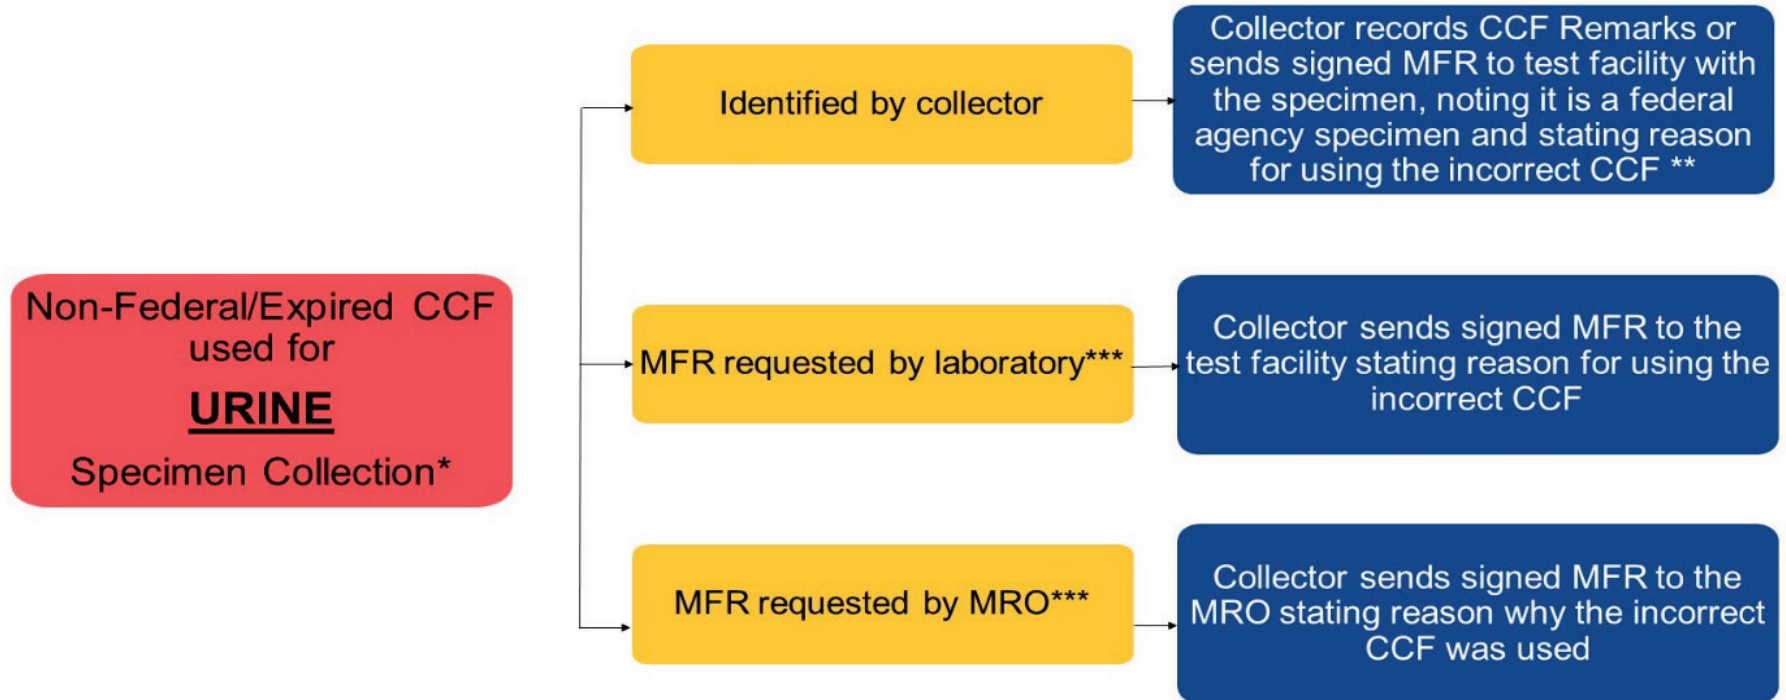 Non-Federal/Expired CCF
used for
URINE
Specimen Collection*
Identified by collector
Collector records CCF Remarks or
sends signed MFR to test facility with
the specimen, noting it is a federal
agency specimen and stating reason
for using the incorrect CCF **
MFR requested by laboratory***
Collector sends signed MFR to the
test facility stating reason for using the
incorrect CCF
MFR requested by MRO***
Collector sends signed MFR to the
MRO stating reason why the incorrect
CCF was used